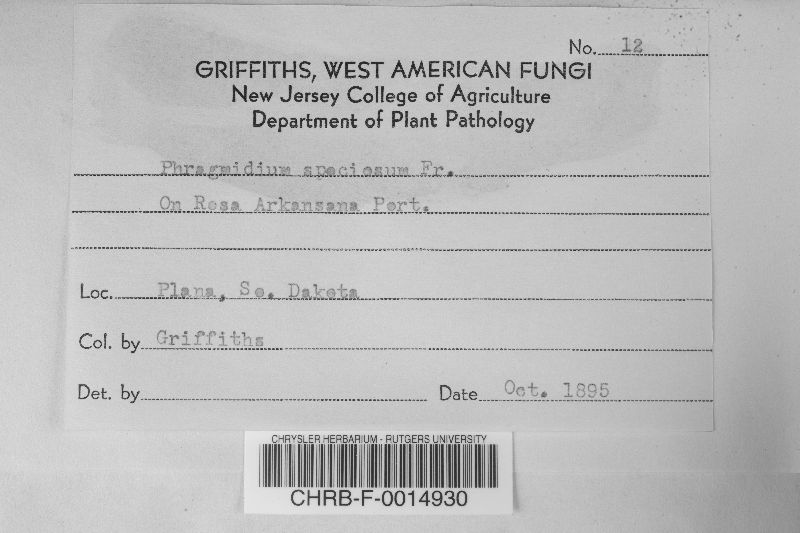 No. 12
GRIFFITHS, WEST AMERICAN FUNGI
New Jersey College of Agriculture
Department of Plant Pathology
Phragmidium speciosum Fr.
On Rosa Arkansana Port.
Loc. Plana, So. Dakota
Col. by Griffiths
Det. by
Date Oct. 1895
CHRYSLER HERBARIUM - RUTGERS UNIVERSITY
CHRB-F-0014930